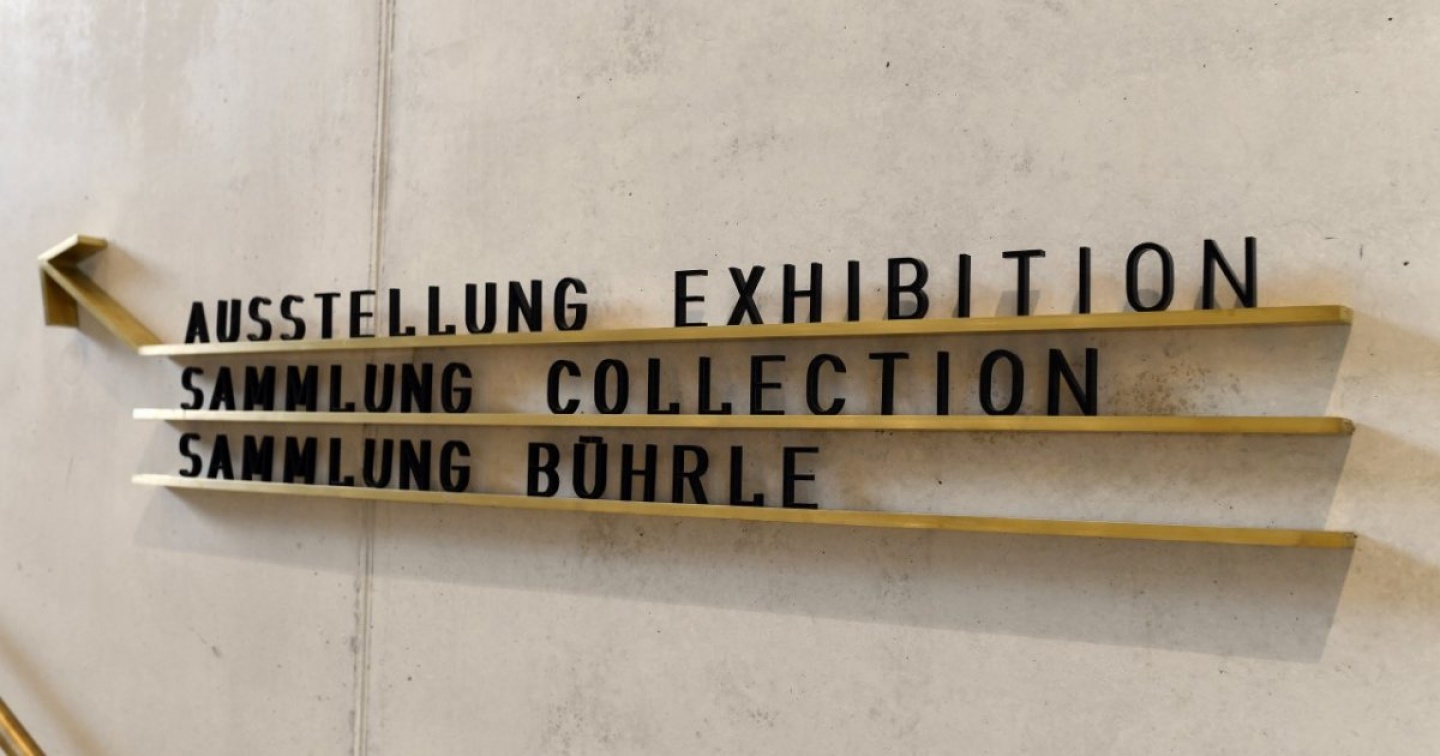 AUSSTELLUNG EXHIBITION
SAMMLUNG COLLECTION
SAMMLUNG BÜHRLE